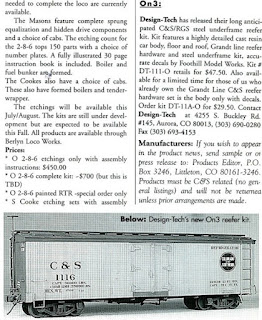 needed to complete the loco are currently
available.
The Masons feature complete sprung
equalization and hidden drive components
and a choice of cabs. The etching count for
the 2-8-6 tops 150 parts with a choice of
number plates. A fully illustrated 30 page
instruction book is included. Boiler and
fuel bunker are formed.
The Cookes also have a choice of cabs.
These also have formed boilers and tender-
wrapper.
The etchings will be available this
July/August. The kits are still under devel-
opment but are expected to be available
this Fall. All products are available through
Berlyn Loco Works.
Prices:
* O 2-8-6 etchings only with assembly
instructions: $450.00
* O 2-8-6 complete kit- ~$700 (but this is
TBD)
* O 2-8-6 painted RTR -special order only
* S Cooke etching sets with assembly
On3:
Design-Tech has released their long antici-
pated C&S/RGS steel underframe reefer
kit. Kit features a highly detailed cast resin
car body, floor and roof, Grandt line reefer
hardware and steel underframe kit, accu-
rate decals by Foothill Model Works. Kit #
DT-111-O retails for $67.50. Also avail-
able for a limited time for those of us who
already own the Grandt Line C&S reefer
hardware set is the body only with decals.
Order kit DT-11A-O for $29.50. Contact
Design-Tech at 4255 S. Buckley Rd.
#145, Aurora, CO 80013, (303) 690-0280
Fax (303) 693-4153
Manufacturers: If you wish to appear
in the product news, send sample or or
press release to: Products Editor, P.O.
Box 3246, Littleton, CO 80161-3246.
Products must be C&S related (no gen-
eral listings) and will not be returned
unless prior arrangements are made.
Below: Design-Tech's new On3 reefer kit.
C & S
1116
REFRIGERATOR